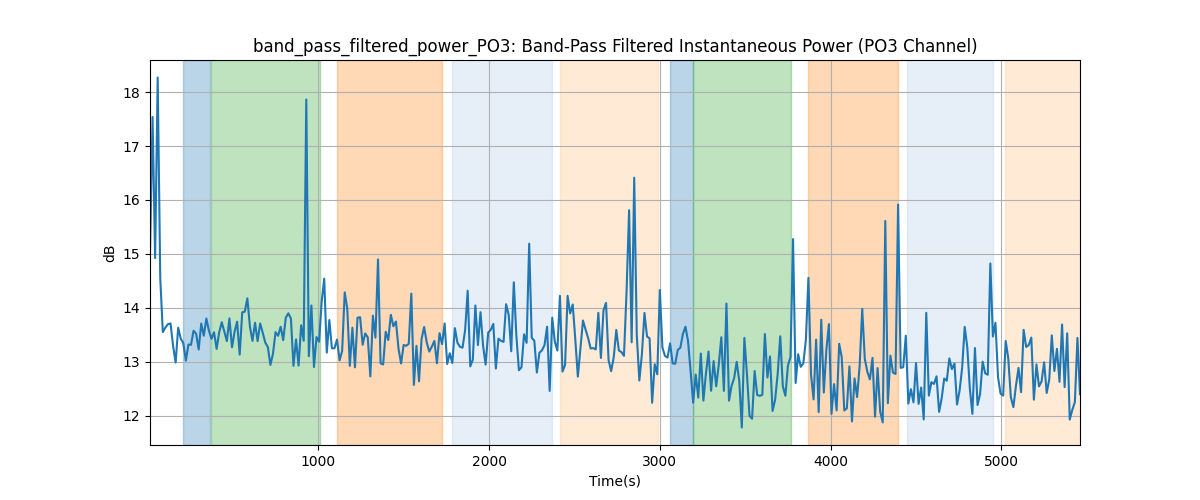 band_pass_filtered_power_PO3: Band-Pass Filtered Instantaneous Power (PO3 Channel)
18
17
16
15
14
13
12
dB
1000 2000 3000 4000 5000
Time(s)